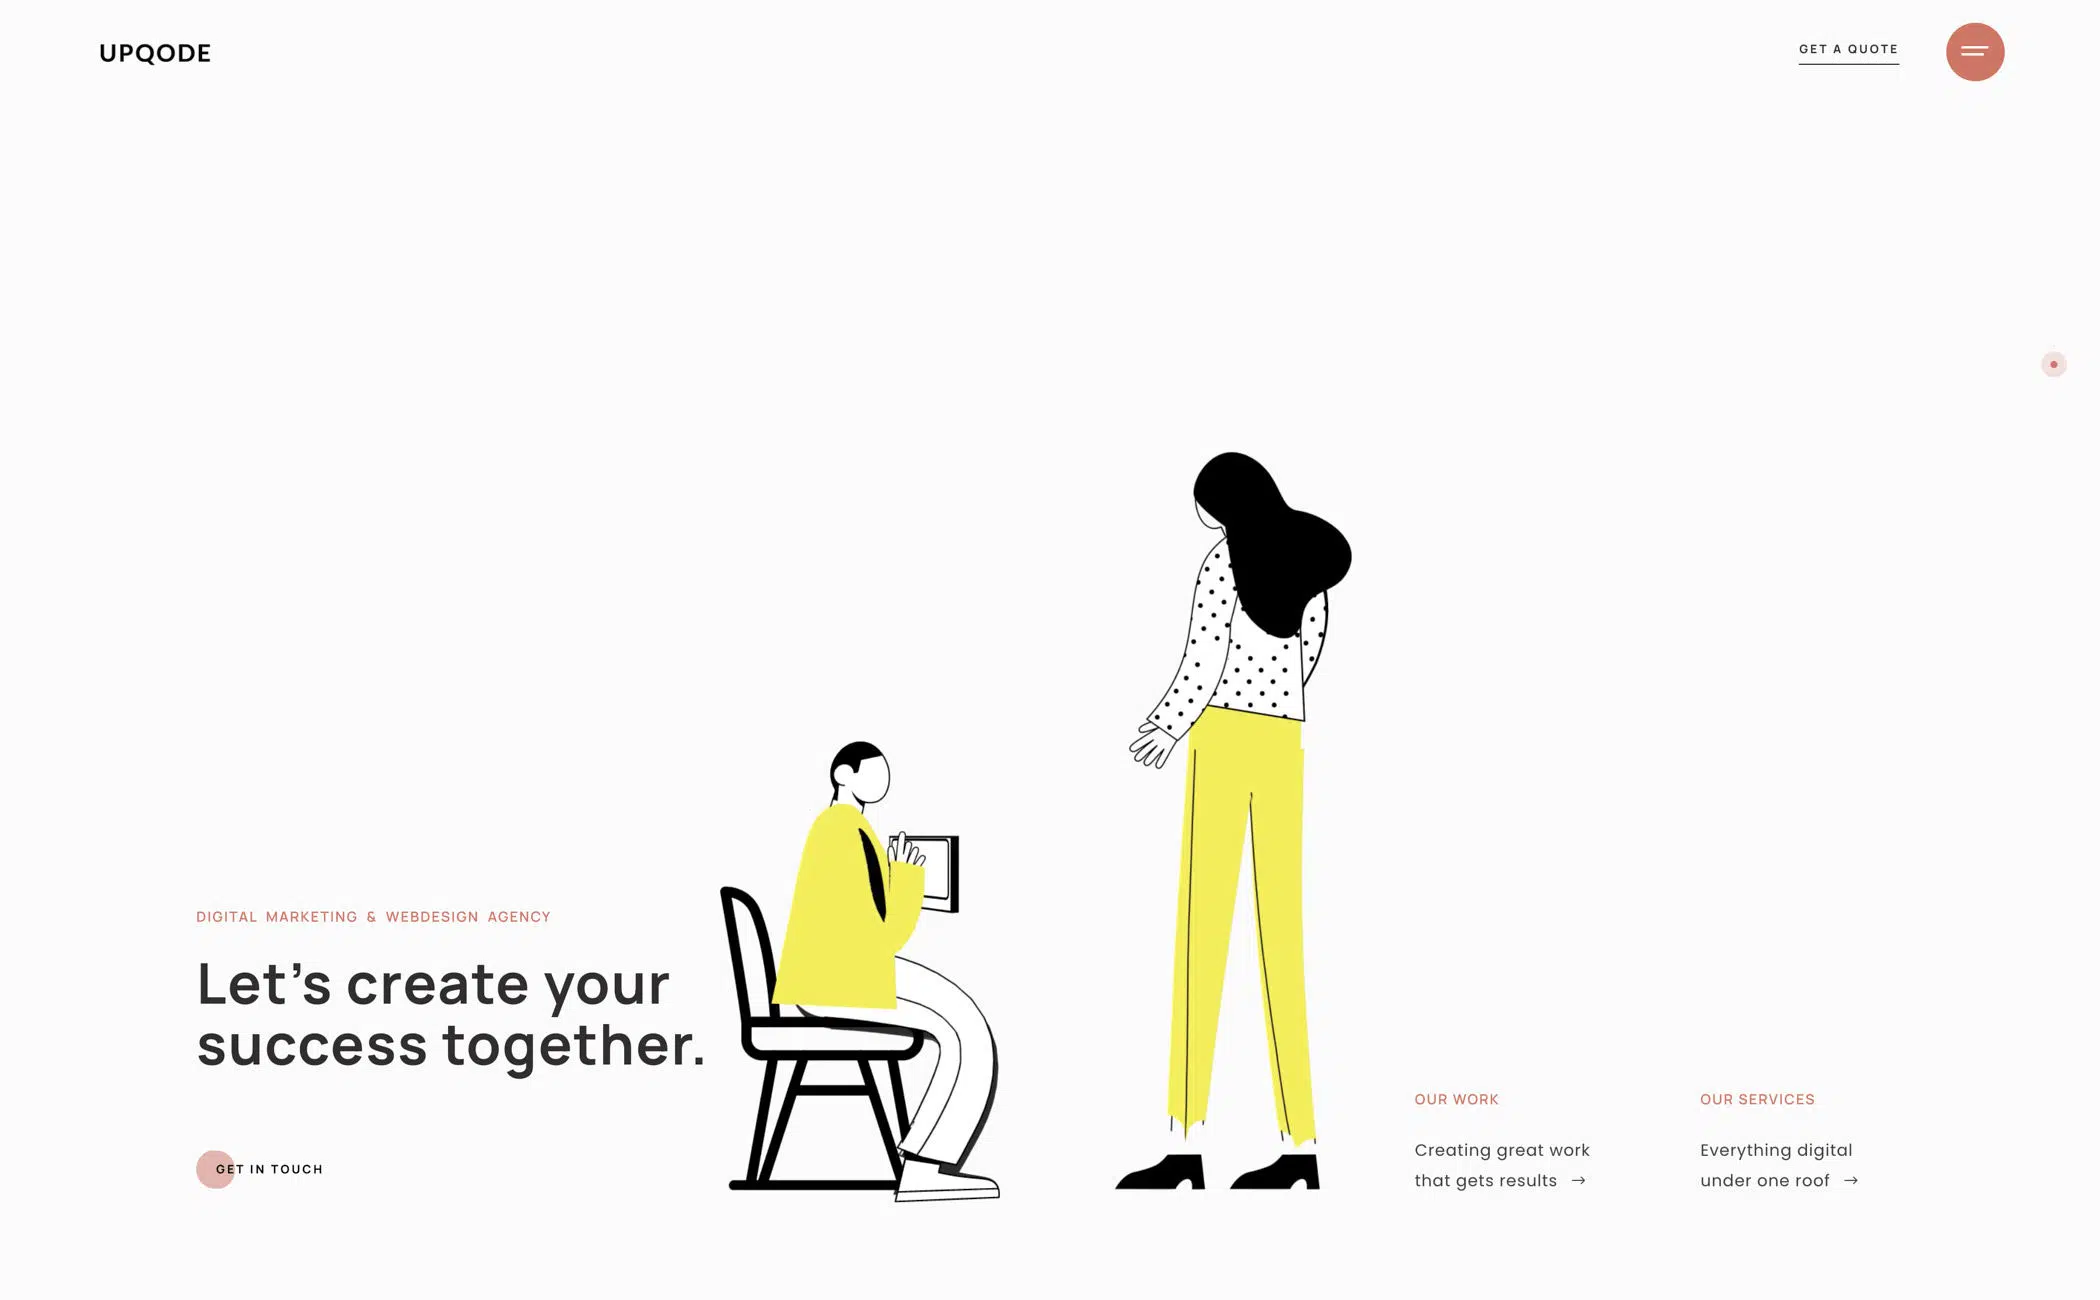 UPQODE
GET A QUOTE
DIGITAL MARKETING & WEBDESIGN AGENCY
Let’s create your
success together.
GET IN TOUCH
OUR WORK
Creating great work
that gets results →
OUR SERVICES
Everything digital
under one roof →